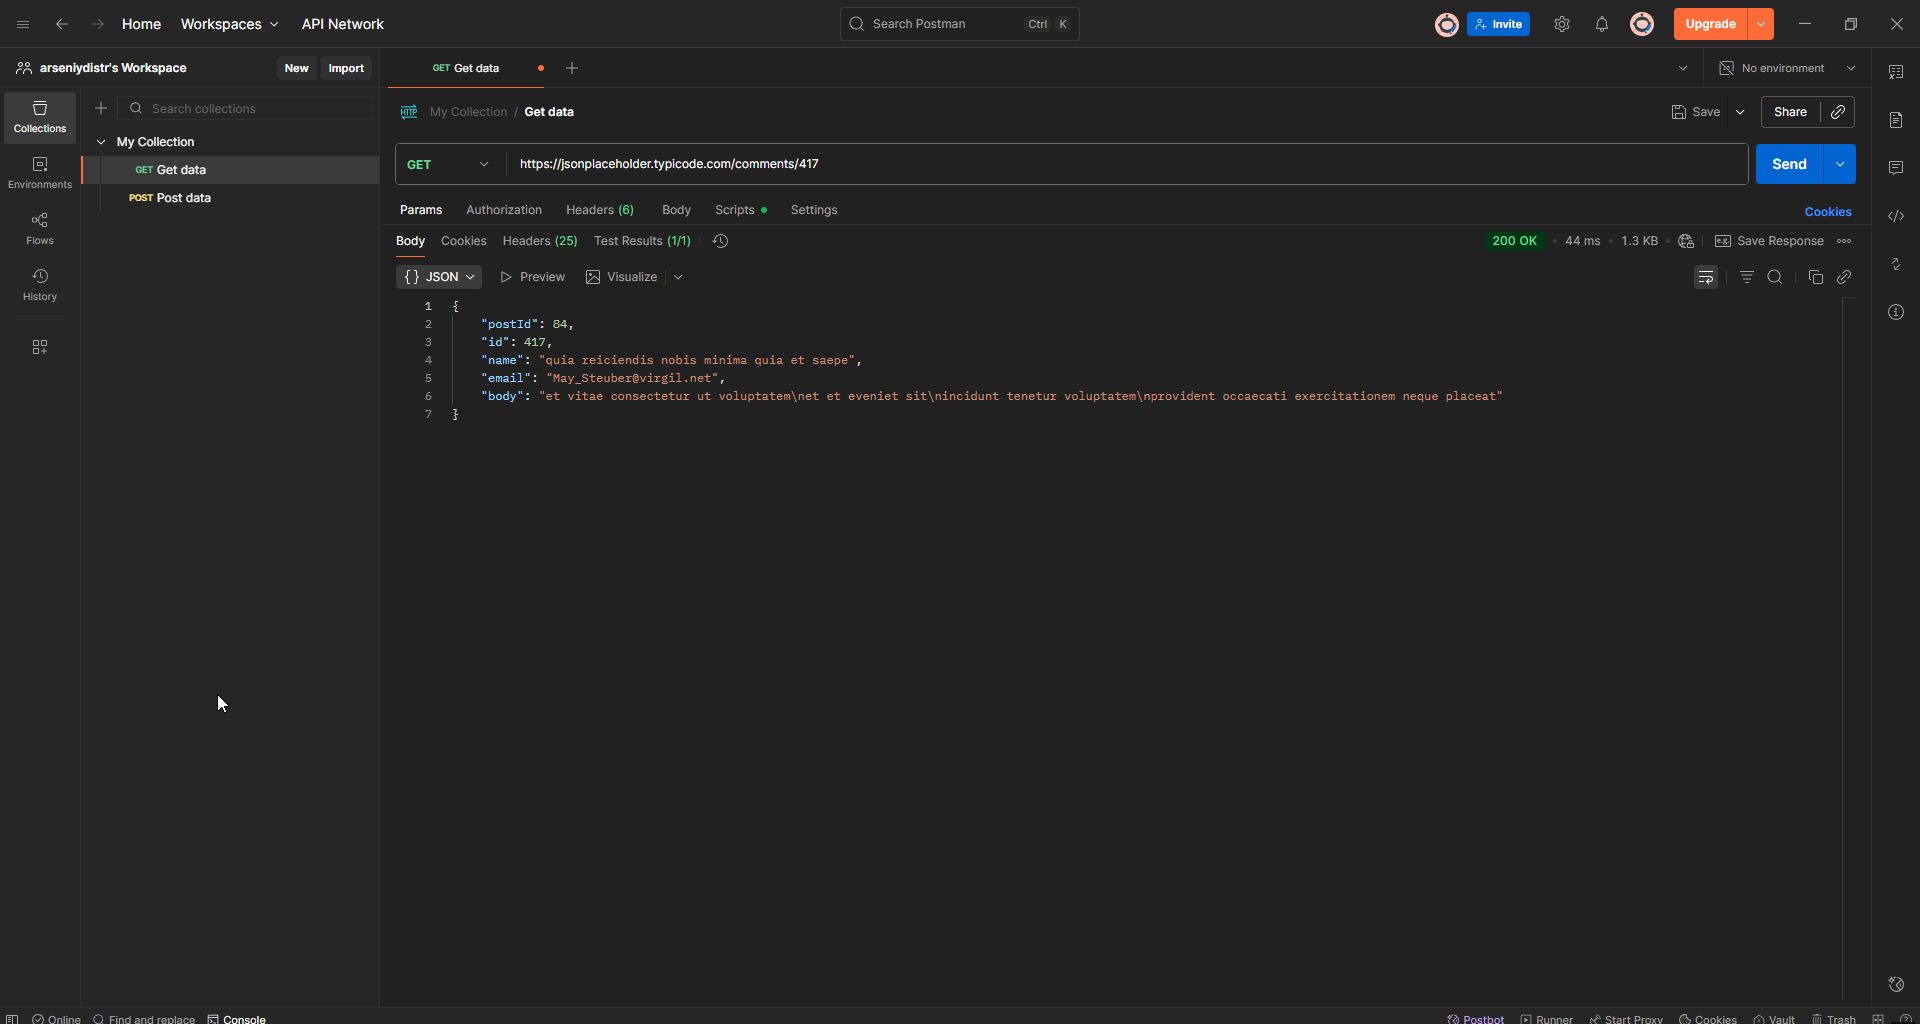 Home Workspaces API Network Search Postman Ctrl K Invite Upgrade
arseniydistr's Workspace New Import GET Get data No environment
Collections
Environments
Flows
History
Search collections
My Collection
GET Get data
POST Post data
HTTP My Collection / Get data Save Share
GET https://jsonplaceholder.typicode.com/comments/417 Send
Params Authorization Headers (6) Body Scripts Settings Cookies
Body Cookies Headers (25) Test Results (1/1) 200 OK 44 ms 1.3 KB e.g. Save Response
{} JSON Preview Visualize
1 {
2 "postId": 84,
3 "id": 417,
4 "name": "quia reiciendis nobis minima quia et saepe",
5 "email": "May_Steuber@virgil.net",
6 "body": "et vitae consectetur ut voluptatem\net et eveniet sit\nincidunt tenetur voluptatem\nprovident occaecati exercitationem neque placeat"
7 }
Online Find and replace Console Postbot Runner Start Proxy Cookies Vault Trash